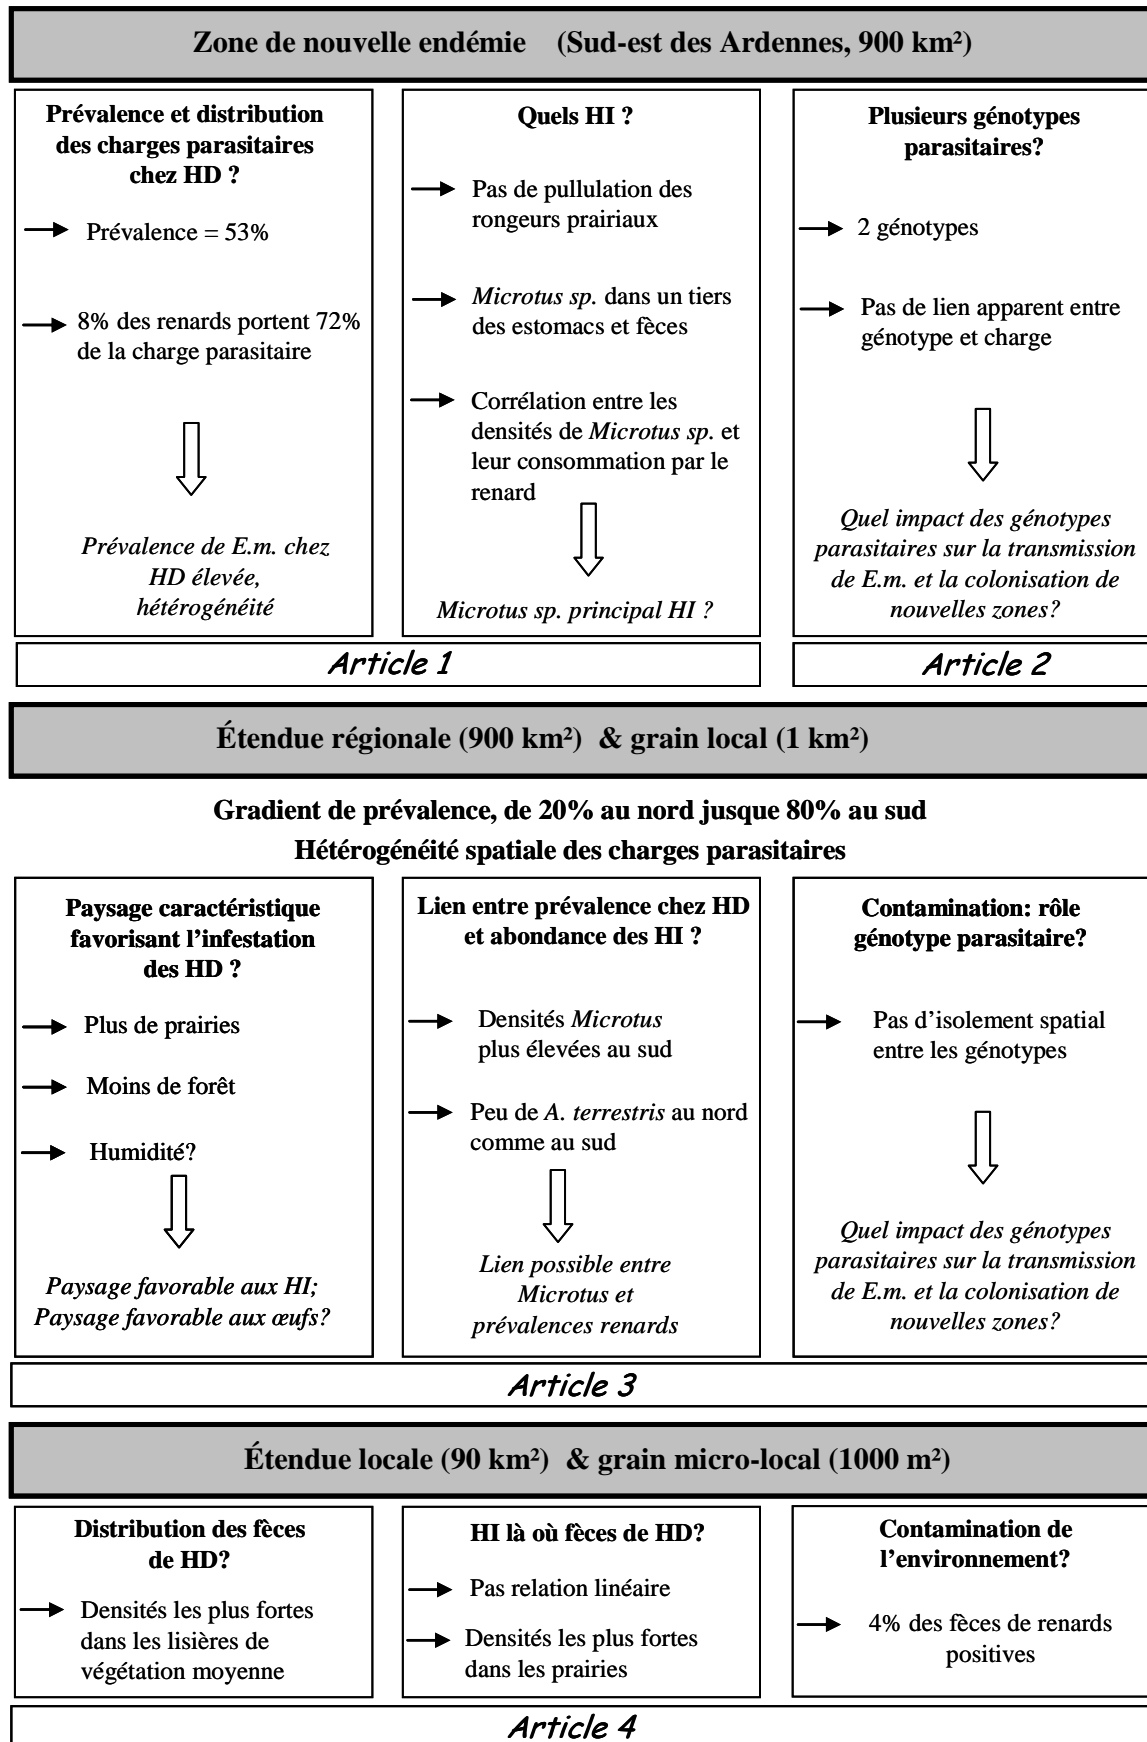 Zone de nouvelle endémie (Sud-est des Ardennes, 900 km²)
Prévalence et distribution
des charges parasitaires
chez HD ?
Prévalence = 53%
8% des renards portent 72%
de la charge parasitaire
Prévalence de E.m. chez
HD élevée,
hétérogénéité
Quels HI ?
Pas de pullulation des
rongeurs prairiaux
Microtus sp. dans un tiers
des estomacs et fèces
Corrélation entre les
densités de Microtus sp. et
leur consommation par le
renard
Microtus sp. principal HI ?
Plusieurs génotypes
parasitaires?
2 génotypes
Pas de lien apparent entre
génotype et charge
Quel impact des génotypes
parasitaires sur la transmission
de E.m. et la colonisation de
nouvelles zones?
Article 1
Article 2
Étendue régionale (900 km²) & grain local (1 km²)
Gradient de prévalence, de 20% au nord jusque 80% au sud
Hétérogénéité spatiale des charges parasitaires
Paysage caractéristique
favorisant l’infestation
des HD ?
Plus de prairies
Moins de forêt
Humidité?
Paysage favorable aux HI;
Paysage favorable aux œufs?
Lien entre prévalence chez HD
et abondance des HI ?
Densités Microtus
plus élevées au sud
Peu de A. terrestris au nord
comme au sud
Lien possible entre
Microtus et
prévalences renards
Contamination: rôle
génotype parasitaire?
Pas d’isolement spatial
entre les génotypes
Quel impact des génotypes
parasitaires sur la transmission
de E.m. et la colonisation de
nouvelles zones?
Article 3
Étendue locale (90 km²) & grain micro-local (1000 m²)
Distribution des fèces
de HD?
Densités les plus fortes
dans les lisières de
végétation moyenne
HI là où fèces de HD?
Pas relation linéaire
Densités les plus fortes
dans les prairies
Contamination de
l’environnement?
4% des fèces de renards
positives
Article 4